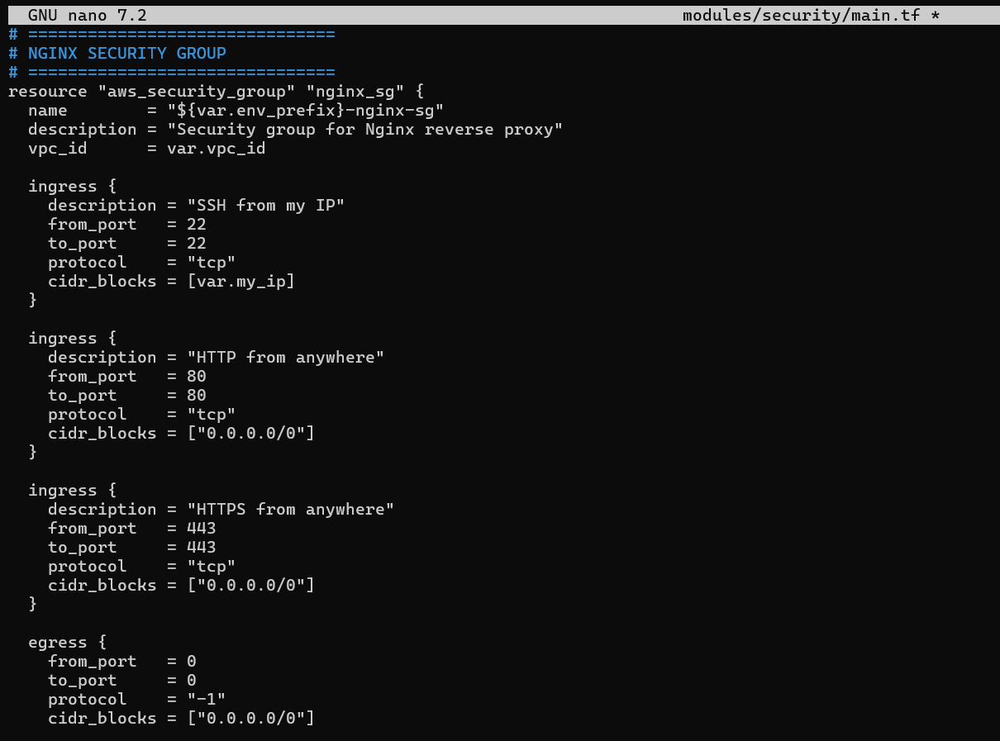 GNU nano 7.2 modules/security/main.tf *
# ===============================
# NGINX SECURITY GROUP
# ===============================
resource "aws_security_group" "nginx_sg" {
  name        = "${var.env_prefix}-nginx-sg"
  description = "Security group for Nginx reverse proxy"
  vpc_id      = var.vpc_id

  ingress {
    description = "SSH from my IP"
    from_port   = 22
    to_port     = 22
    protocol    = "tcp"
    cidr_blocks = [var.my_ip]
  }

  ingress {
    description = "HTTP from anywhere"
    from_port   = 80
    to_port     = 80
    protocol    = "tcp"
    cidr_blocks = ["0.0.0.0/0"]
  }

  ingress {
    description = "HTTPS from anywhere"
    from_port   = 443
    to_port     = 443
    protocol    = "tcp"
    cidr_blocks = ["0.0.0.0/0"]
  }

  egress {
    from_port   = 0
    to_port     = 0
    protocol    = "-1"
    cidr_blocks = ["0.0.0.0/0"]